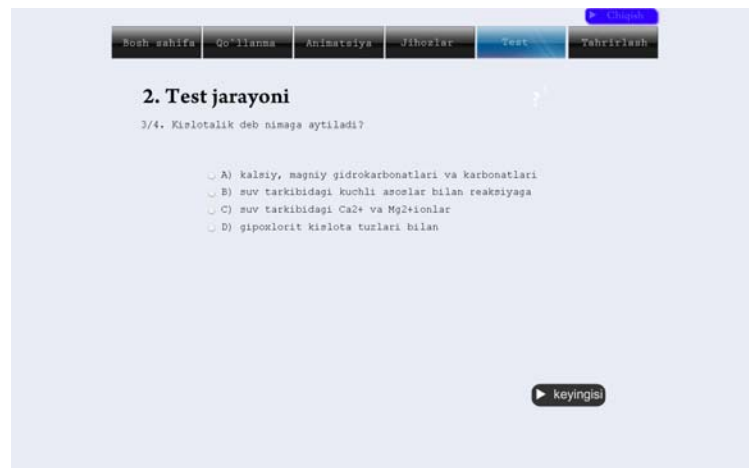 Chiqish
Bosh sahifa Qo'llanma Animatsiya Jihozlar Test Tahrirlash
2. Test jarayoni
?
3/4. Kislotalik deb nimaga aytiladi?
A) kalsiy, magniy gidrokarbonatlari va karbonatlari
B) suv tarkibidagi kuchli asoslar bilan reaksiyaga
C) suv tarkibidagi Ca2+ va Mg2+ionlar
D) gipoxlorit kislota tuzlari bilan
keyingisi